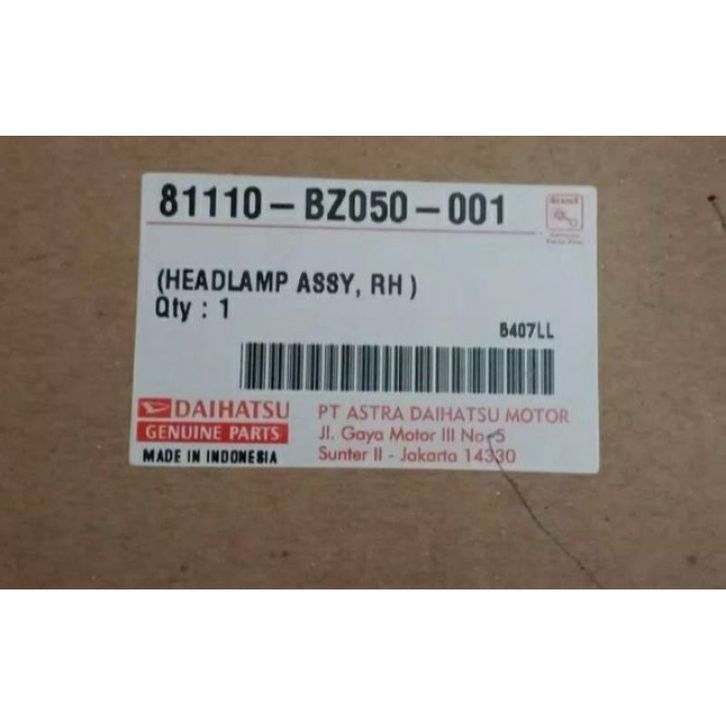 81110-BZ050-001
(HEADLAMP ASSY, RH )
Qty : 1
B407LL
DAIHATSU
GENUINE PARTS
MADE IN INDONESIA
PT ASTRA DAIHATSU MOTOR
Jl. Gaya Motor III No. 5
Sunter II - Jakarta 14330